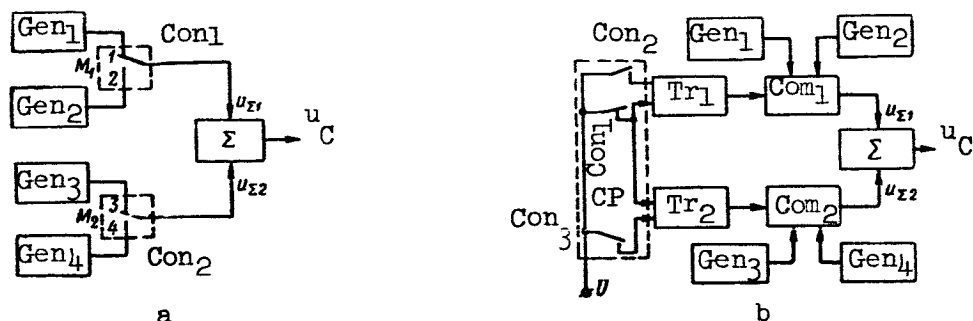 Gen1
Con1
M1
1
2
Gen2
uΣ1
Σ
uC
uΣ2
Gen3
M2
3
4
Con2
Gen4
a
Con2
Gen1
Gen2
Tr1
Com1
Con1
uΣ1
Σ
uC
uΣ2
CP
Tr2
Com2
Con3
Gen3
Gen4
U
b